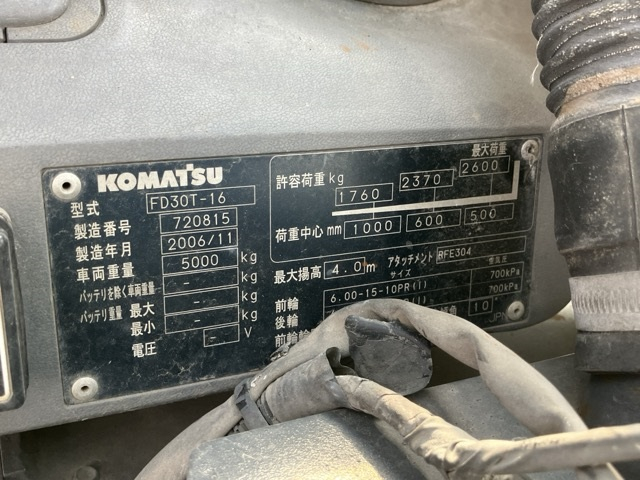 KOMATSU
型式 FD30T-16
製造番号 720815
製造年月 2006/11
車両重量 5000 kg
バッテリを除く車両重量 - kg
バッテリ重量 最大 - kg
最小 - kg
電圧 - V
最大荷重
許容荷重 kg 1760 2370 2600
荷重中心 mm 1000 600 500
最大揚高 4.0 m アタッチメント RFE304
サイズ 空気圧
前輪 6.00-15-10PR(I) 700kPa
後輪 700kPa
前輪 10°
JPN